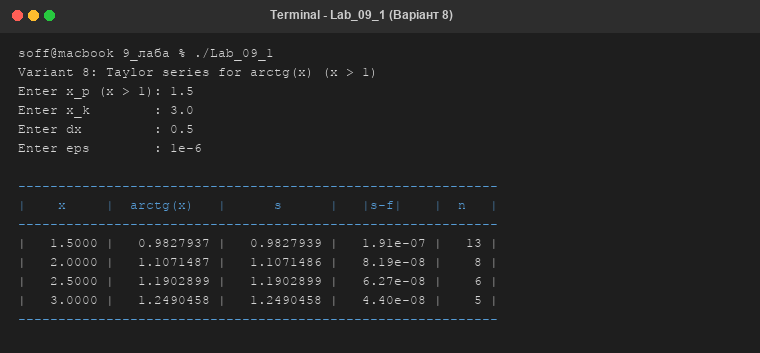 Terminal - Lab_09_1 (Варіант 8)
soff@macbook 9_лаба % ./Lab_09_1
Variant 8: Taylor series for arctg(x) (x > 1)
Enter x_p (x > 1): 1.5
Enter x_k        : 3.0
Enter dx         : 0.5
Enter eps        : 1e-6
------------------------------------------------------------
|    x     |  arctg(x)   |      s      |   |s-f|    |  n   |
------------------------------------------------------------
|   1.5000 |   0.9827937 |   0.9827939 |   1.91e-07 |   13 |
|   2.0000 |   1.1071487 |   1.1071486 |   8.19e-08 |    8 |
|   2.5000 |   1.1902899 |   1.1902899 |   6.27e-08 |    6 |
|   3.0000 |   1.2490458 |   1.2490458 |   4.40e-08 |    5 |
------------------------------------------------------------